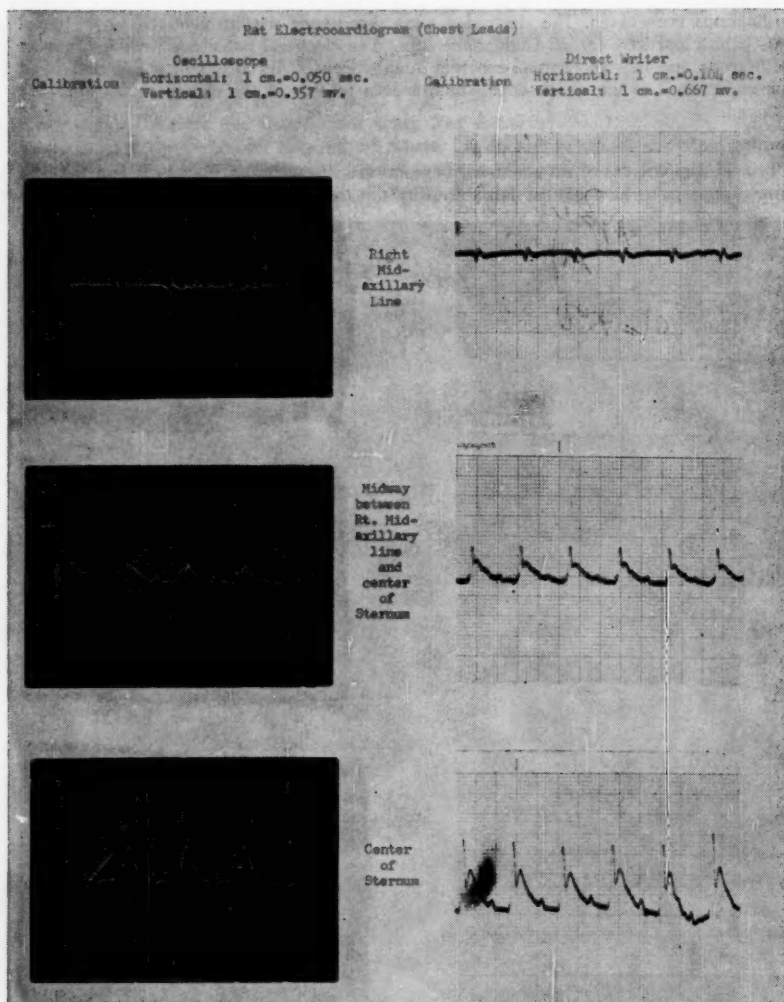 Rat Electrocardiogram (Chest Leads)
Oscilloscope
Calibration Horizontal: 1 cm.=0.050 sec.
Vertical: 1 cm.=0.357 mv.
Direct Writer
Calibration Horizontal: 1 cm.=0.104 sec.
Vertical: 1 cm.=0.667 mv.
Right
Mid-
axillary
Line
Midway
between
Rt. Mid-
axillary
line
and
center
of
Sternum
Center
of
Sternum